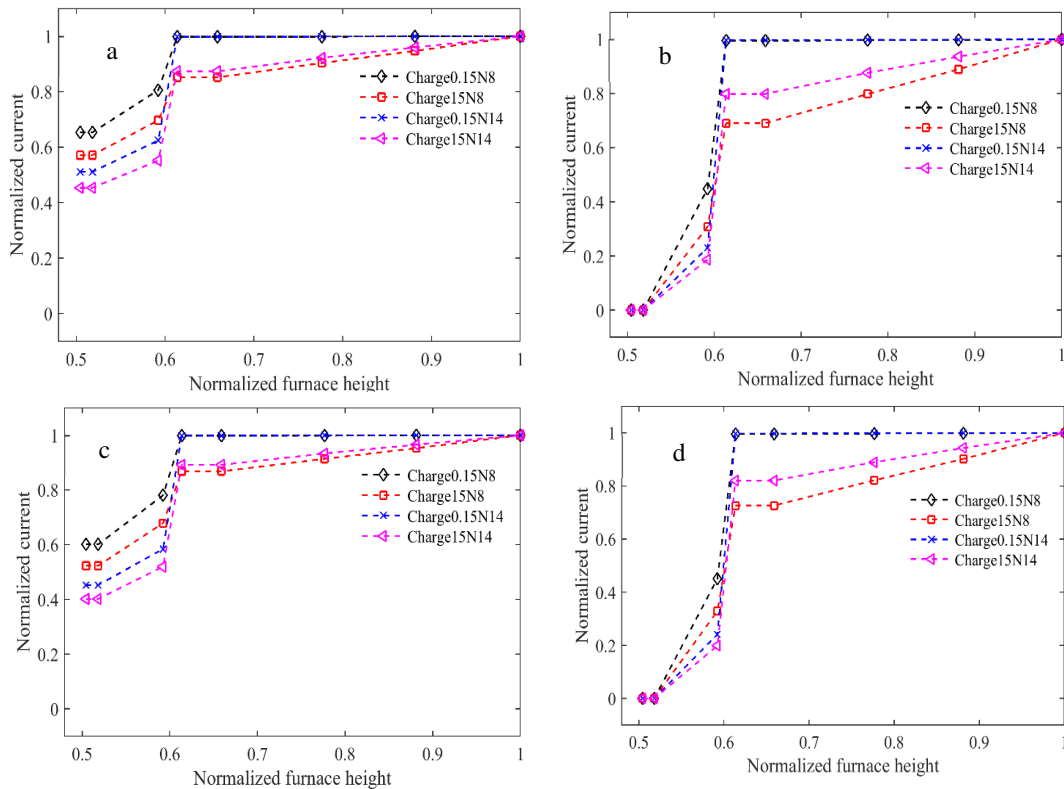 a
Normalized current
1
0.8
0.6
0.4
0.2
0
Charge0.15N8
Charge15N8
Charge0.15N14
Charge15N14
0.5 0.6 0.7 0.8 0.9 1
Normalized furnace height
b
Normalized current
1
0.8
0.6
0.4
0.2
0
Charge0.15N8
Charge15N8
Charge0.15N14
Charge15N14
0.5 0.6 0.7 0.8 0.9 1
Normalized furnace height
c
Normalized current
1
0.8
0.6
0.4
0.2
0
Charge0.15N8
Charge15N8
Charge0.15N14
Charge15N14
0.5 0.6 0.7 0.8 0.9 1
Normalized furnace height
d
Normalized current
1
0.8
0.6
0.4
0.2
0
Charge0.15N8
Charge15N8
Charge0.15N14
Charge15N14
0.5 0.6 0.7 0.8 0.9 1
Normalized furnace height